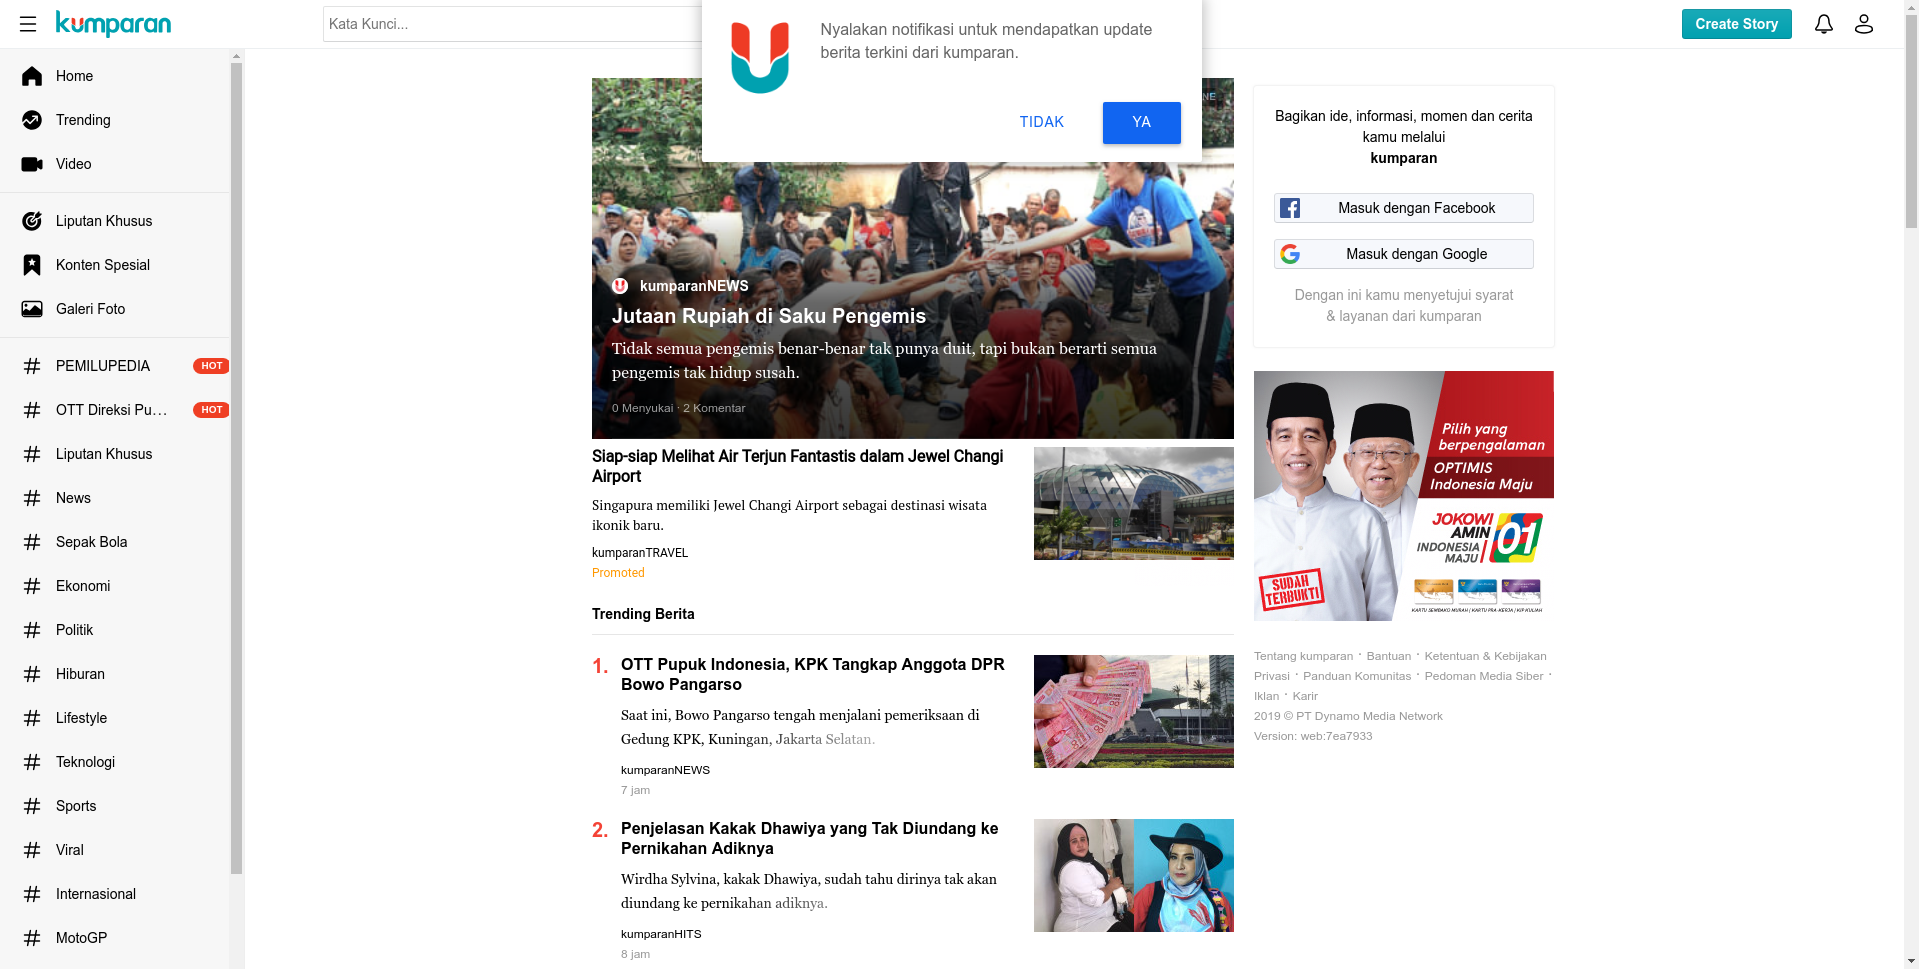 kumparan
Kata Kunci...
Nyalakan notifikasi untuk mendapatkan update
berita terkini dari kumparan.
TIDAK
YA
Create Story
Home
Trending
Video
Liputan Khusus
Konten Spesial
Galeri Foto
PEMILUPEDIA
HOT
OTT Direksi Pu...
HOT
Liputan Khusus
News
Sepak Bola
Ekonomi
Politik
Hiburan
Lifestyle
Teknologi
Sports
Viral
Internasional
MotoGP
kumparanNEWS
Jutaan Rupiah di Saku Pengemis
Tidak semua pengemis benar-benar tak punya duit, tapi bukan berarti semua
pengemis tak hidup susah.
0 Menyukai · 2 Komentar
Siap-siap Melihat Air Terjun Fantastis dalam Jewel Changi
Airport
Singapura memiliki Jewel Changi Airport sebagai destinasi wisata
ikonik baru.
kumparanTRAVEL
Promoted
Trending Berita
1.
OTT Pupuk Indonesia, KPK Tangkap Anggota DPR
Bowo Pangarso
Saat ini, Bowo Pangarso tengah menjalani pemeriksaan di
Gedung KPK, Kuningan, Jakarta Selatan.
kumparanNEWS
7 jam
2.
Penjelasan Kakak Dhawiya yang Tak Diundang ke
Pernikahan Adiknya
Wirdha Sylvina, kakak Dhawiya, sudah tahu dirinya tak akan
diundang ke pernikahan adiknya.
kumparanHITS
8 jam
Bagikan ide, informasi, momen dan cerita
kamu melalui
kumparan
Masuk dengan Facebook
Masuk dengan Google
Dengan ini kamu menyetujui syarat
& layanan dari kumparan
Pilih yang
berpengalaman
OPTIMIS
Indonesia Maju
JOKOWI
AMIN
INDONESIA
MAJU
01
SUDAH
TERBUKTI
KARTU SEMBAKO MURAH | KARTU PRA-KERJA | KIP KULIAH
Tentang kumparan · Bantuan · Ketentuan & Kebijakan
Privasi · Panduan Komunitas · Pedoman Media Siber ·
Iklan · Karir
2019 © PT Dynamo Media Network
Version: web:7ea7933